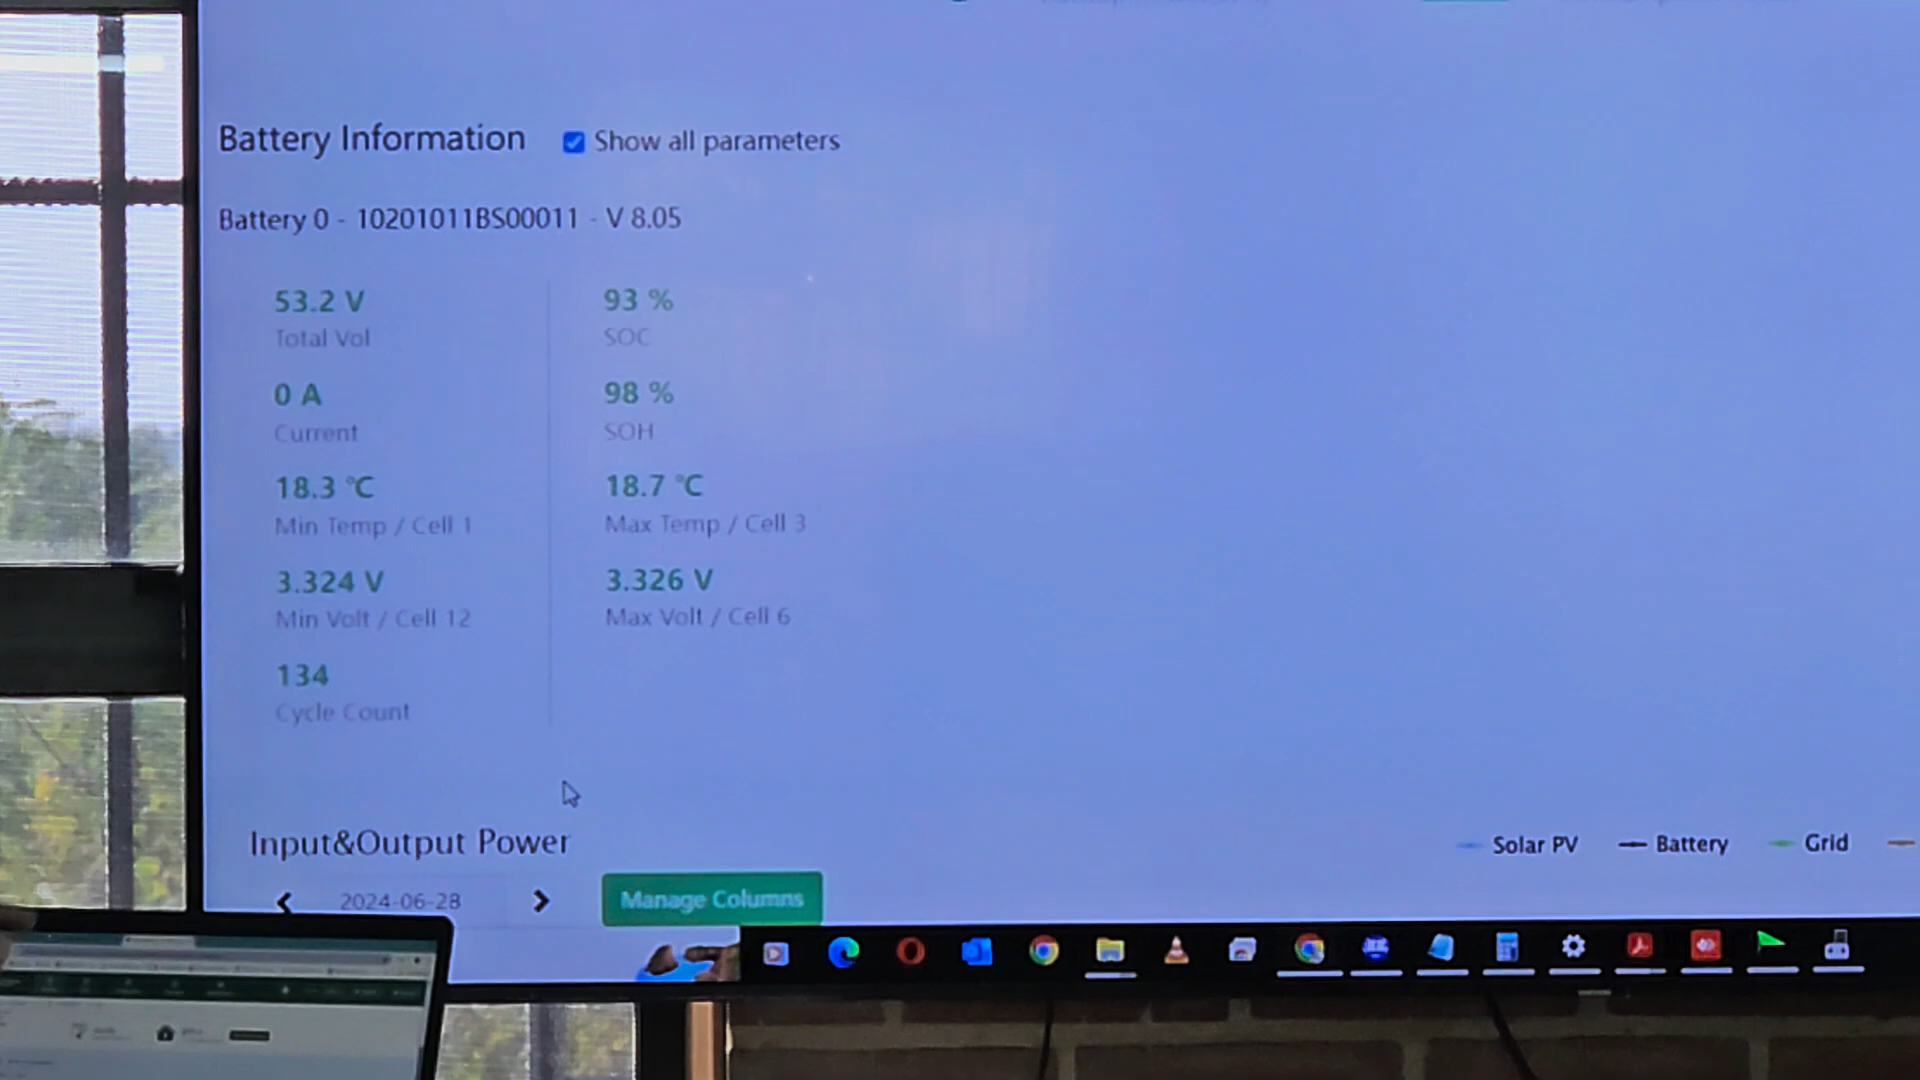 Battery Information
Show all parameters
Battery 0 - 10201011BS00011 - V 8.05
53.2 V
Total Vol
93 %
SOC
0 A
Current
98 %
SOH
18.3 °C
Min Temp / Cell 1
18.7 °C
Max Temp / Cell 3
3.324 V
Min Volt / Cell 12
3.326 V
Max Volt / Cell 6
134
Cycle Count
Input&Output Power
Solar PV
Battery
Grid
2024-06-28
Manage Columns